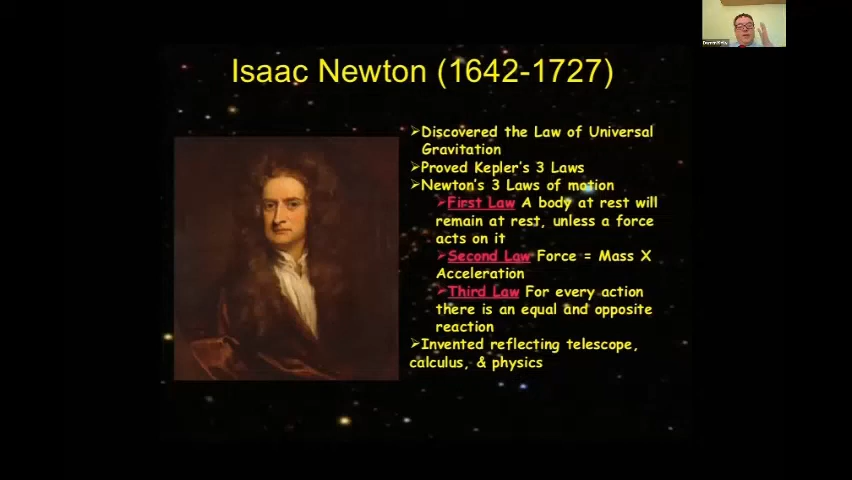 Isaac Newton (1642-1727)
➢Discovered the Law of Universal
Gravitation
➢Proved Kepler's 3 Laws
➢Newton's 3 Laws of motion
➢First Law A body at rest will
remain at rest, unless a force
acts on it
➢Second Law Force = Mass X
Acceleration
➢Third Law For every action
there is an equal and opposite
reaction
➢Invented reflecting telescope,
calculus, & physics